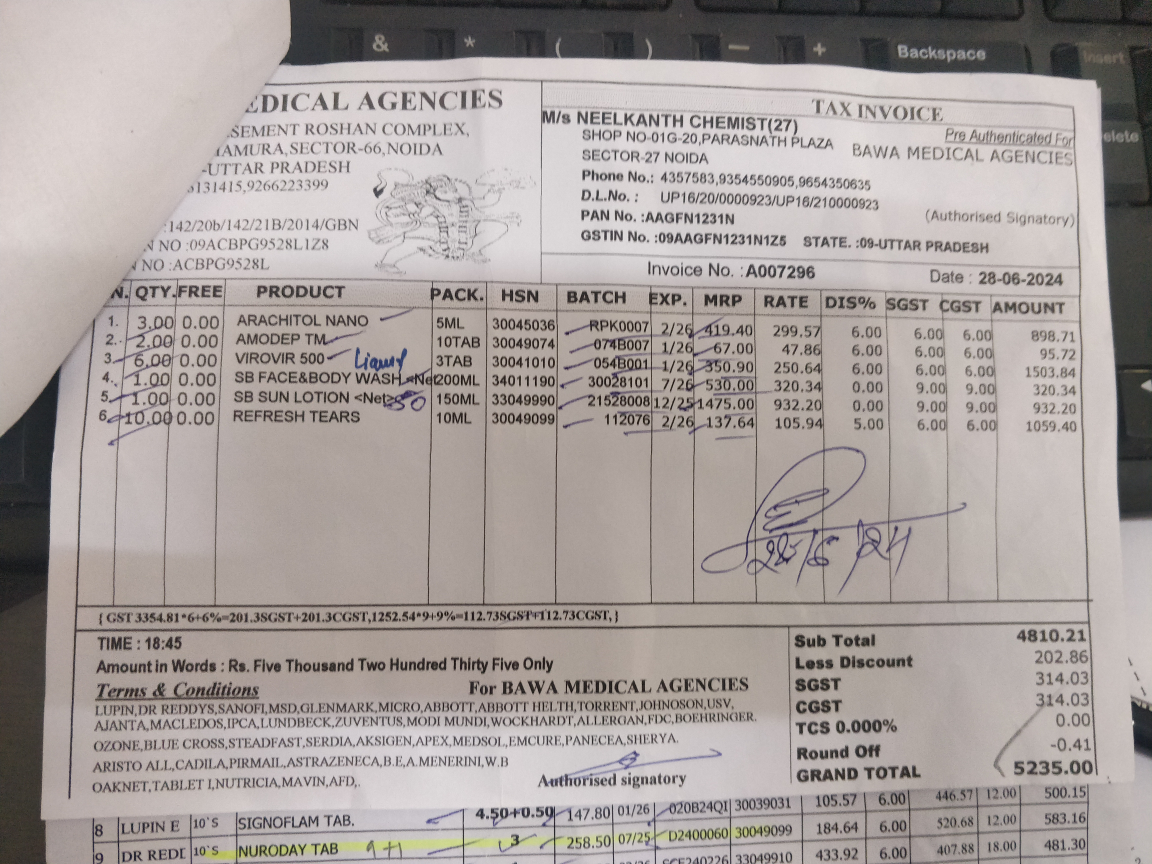 & * ( ) - + Backspace Insert
elete
EDICAL AGENCIES
SEMENT ROSHAN COMPLEX,
AMURA,SECTOR-66,NOIDA
-UTTAR PRADESH
131415,9266223399
:142/20b/142/21B/2014/GBN
N NO :09ACBPG9528L1Z8
NO :ACBPG9528L
TAX INVOICE
M/s NEELKANTH CHEMIST(27)
SHOP NO-01G-20,PARASNATH PLAZA
SECTOR-27 NOIDA
Phone No.: 4357583,9354550905,9654350635
D.L.No. : UP16/20/0000923/UP16/210000923
PAN No. :AAGFN1231N
GSTIN No. :09AAGFN1231N1Z5 STATE. :09-UTTAR PRADESH
Pre Authenticated For
BAWA MEDICAL AGENCIES
(Authorised Signatory)
Invoice No. :A007296 Date : 28-06-2024
N. QTY. FREE PRODUCT PACK. HSN BATCH EXP. MRP RATE DIS% SGST CGST AMOUNT
1. 3.00 0.00 ARACHITOL NANO 5ML 30045036 RPK0007 2/26 419.40 299.57 6.00 6.00 6.00 898.71
2. 2.00 0.00 AMODEP TM 10TAB 30049074 074B007 1/26 67.00 47.86 6.00 6.00 6.00 95.72
3. 6.00 0.00 VIROVIR 500 3TAB 30041010 054B001 1/26 350.90 250.64 6.00 6.00 6.00 1503.84
4. 1.00 0.00 SB FACE&BODY WASH <Net 200ML 34011190 30028101 7/26 530.00 320.34 0.00 9.00 9.00 320.34
5. 1.00 0.00 SB SUN LOTION <Net> 50 150ML 33049990 21528008 12/25 1475.00 932.20 0.00 9.00 9.00 932.20
6. 10.00 0.00 REFRESH TEARS 10ML 30049099 112076 2/26 137.64 105.94 5.00 6.00 6.00 1059.40
28/6/24
{ GST 3354.81*6+6%=201.3SGST+201.3CGST,1252.54*9+9%=112.73SGST+112.73CGST, }
TIME : 18:45
Amount in Words : Rs. Five Thousand Two Hundred Thirty Five Only
Terms & Conditions For BAWA MEDICAL AGENCIES
LUPIN,DR REDDYS,SANOFI,MSD,GLENMARK,MICRO,ABBOTT,ABBOTT HELTH,TORRENT,JOHNOSON,USV,
AJANTA,MACLEDOS,IPCA,LUNDBECK,ZUVENTUS,MODI MUNDI,WOCKHARDT,ALLERGAN,FDC,BOEHRINGER.
OZONE,BLUE CROSS,STEADFAST,SERDIA,AKSIGEN,APEX,MEDSOL,EMCURE,PANECEA,SHERYA.
ARISTO ALL,CADILA,PIRMAIL,ASTRAZENECA,B.E,A.MENERINI,W.B
OAKNET,TABLET I,NUTRICIA,MAVIN,AFD,.
Authorised signatory
Sub Total 4810.21
Less Discount 202.86
SGST 314.03
CGST 314.03
TCS 0.000% 0.00
Round Off -0.41
GRAND TOTAL 5235.00
8 LUPIN E 10`S SIGNOFLAM TAB. 4.50+0.50 147.80 01/26 020B24QI 30039031 105.57 6.00 446.57 12.00 500.15
9 DR REDD 10`S NURODAY TAB 9+1 3 258.50 07/25 D2400060 30049099 184.64 6.00 520.68 12.00 583.16
30049910 433.92 6.00 407.88 18.00 481.30